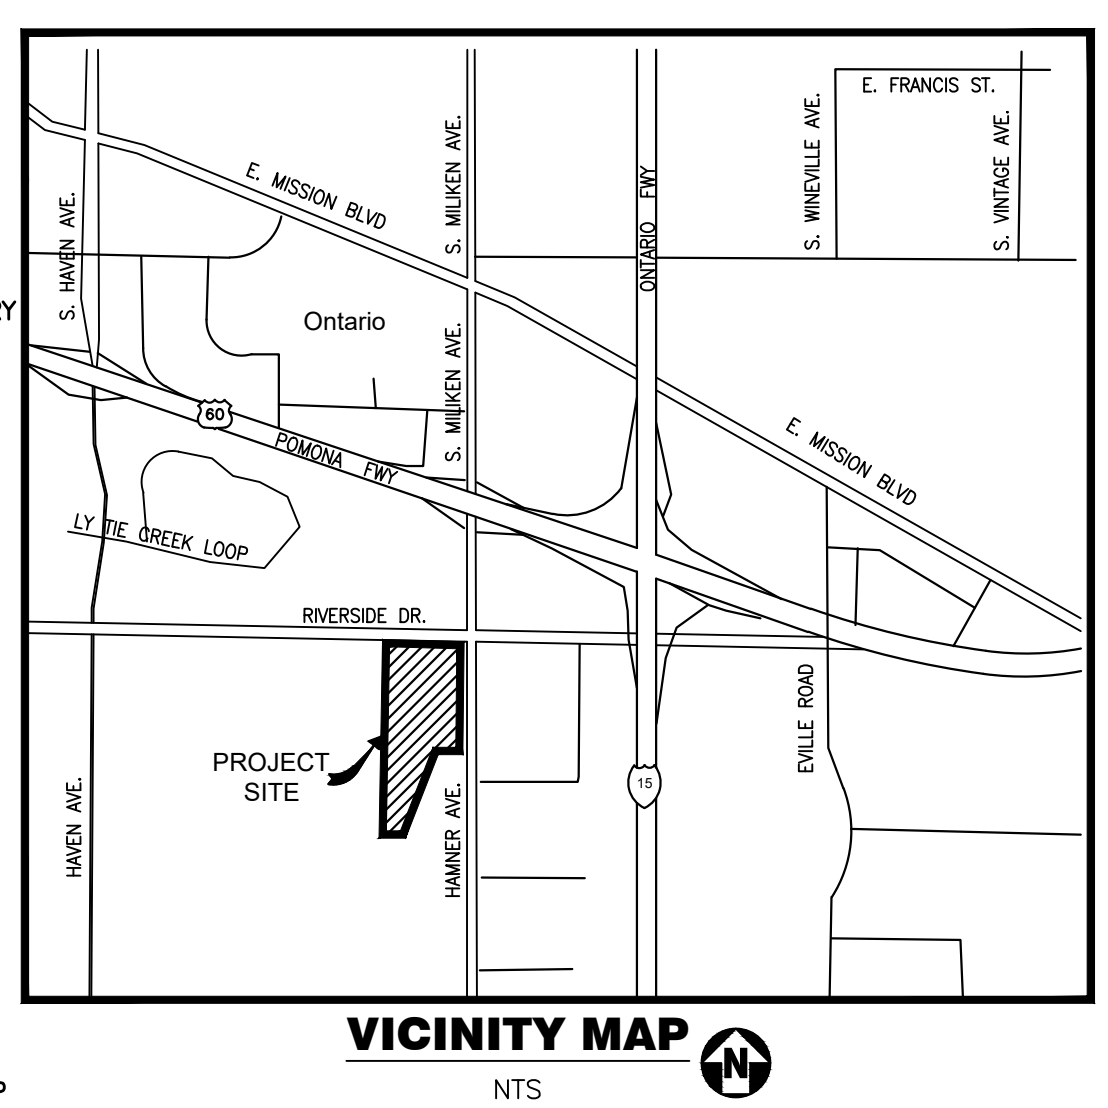 E. FRANCIS ST.
S. WINEVILLE AVE.
S. VINTAGE AVE.
S. MILIKEN AVE.
E. MISSION BLVD
ONTARIO FWY
S. HAVEN AVE.
RY
Ontario
S. MILIKEN AVE.
60
POMONA FWY
E. MISSION BLVD
LY TIE CREEK LOOP
RIVERSIDE DR.
EVILLE ROAD
PROJECT
SITE
15
HAVEN AVE.
HAMNER AVE.
VICINITY MAP
N
NTS